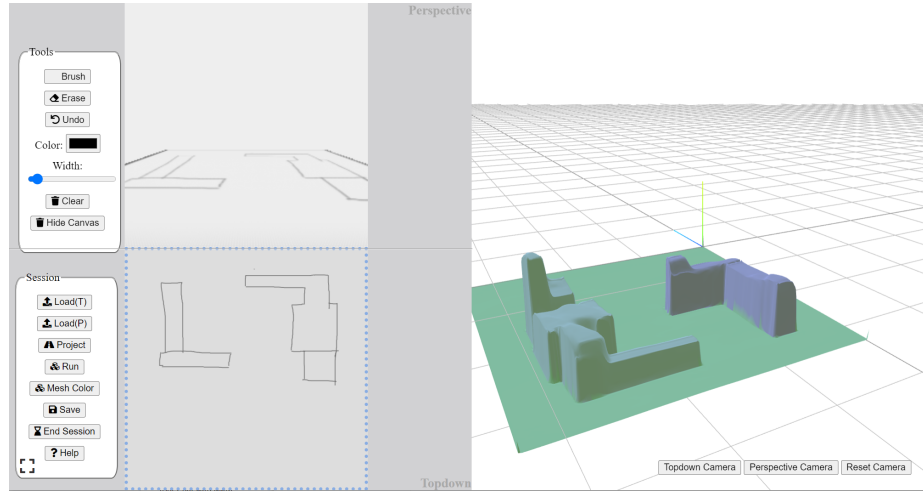 Perspective
Tools
Brush
Erase
Undo
Color:
Width:
Clear
Hide Canvas
Session
Load(T)
Load(P)
Project
Run
Mesh Color
Save
End Session
? Help
Topdown
Topdown Camera
Perspective Camera
Reset Camera